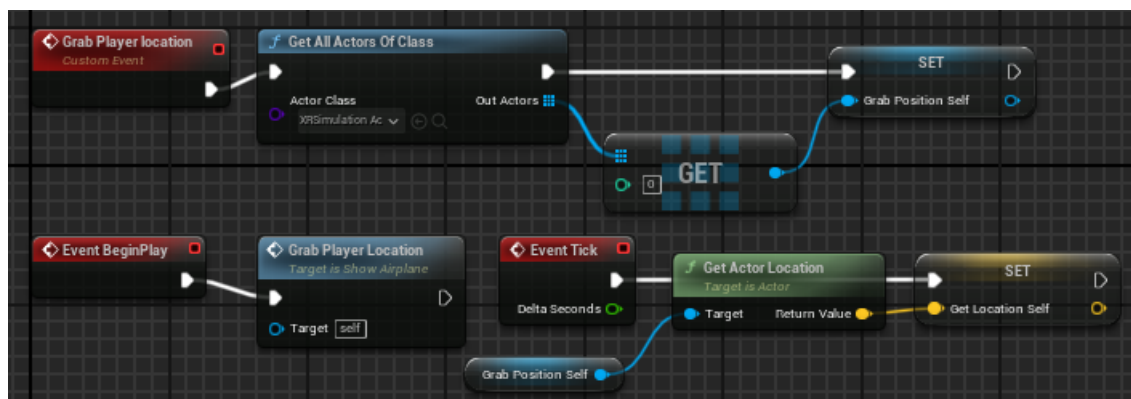 Grab Player location
Custom Event
Get All Actors Of Class
Actor Class
XRSimulation Ac
Out Actors
SET
Grab Position Self
0
GET
Event BeginPlay
Grab Player Location
Target is Show Airplane
Target self
Event Tick
Delta Seconds
Get Actor Location
Target is Actor
Target Return Value
SET
Get Location Self
Grab Position Self